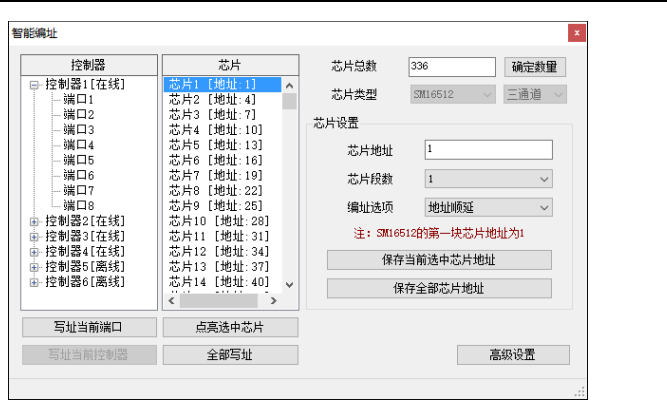 智能编址
x
控制器
控制器1[在线]
端口1
端口2
端口3
端口4
端口5
端口6
端口7
端口8
控制器2[在线]
控制器3[在线]
控制器4[在线]
控制器5[离线]
控制器6[离线]
芯片
芯片1 [地址:1]
芯片2 [地址:4]
芯片3 [地址:7]
芯片4 [地址:10]
芯片5 [地址:13]
芯片6 [地址:16]
芯片7 [地址:19]
芯片8 [地址:22]
芯片9 [地址:25]
芯片10 [地址:28]
芯片11 [地址:31]
芯片12 [地址:34]
芯片13 [地址:37]
芯片14 [地址:40]
芯片总数 336 确定数量
芯片类型 SM16512 三通道
芯片设置
芯片地址 1
芯片段数 1
编址选项 地址顺延
注：SM16512的第一块芯片地址为1
保存当前选中芯片地址
保存全部芯片地址
写址当前端口 点亮选中芯片
写址当前控制器 全部写址 高级设置